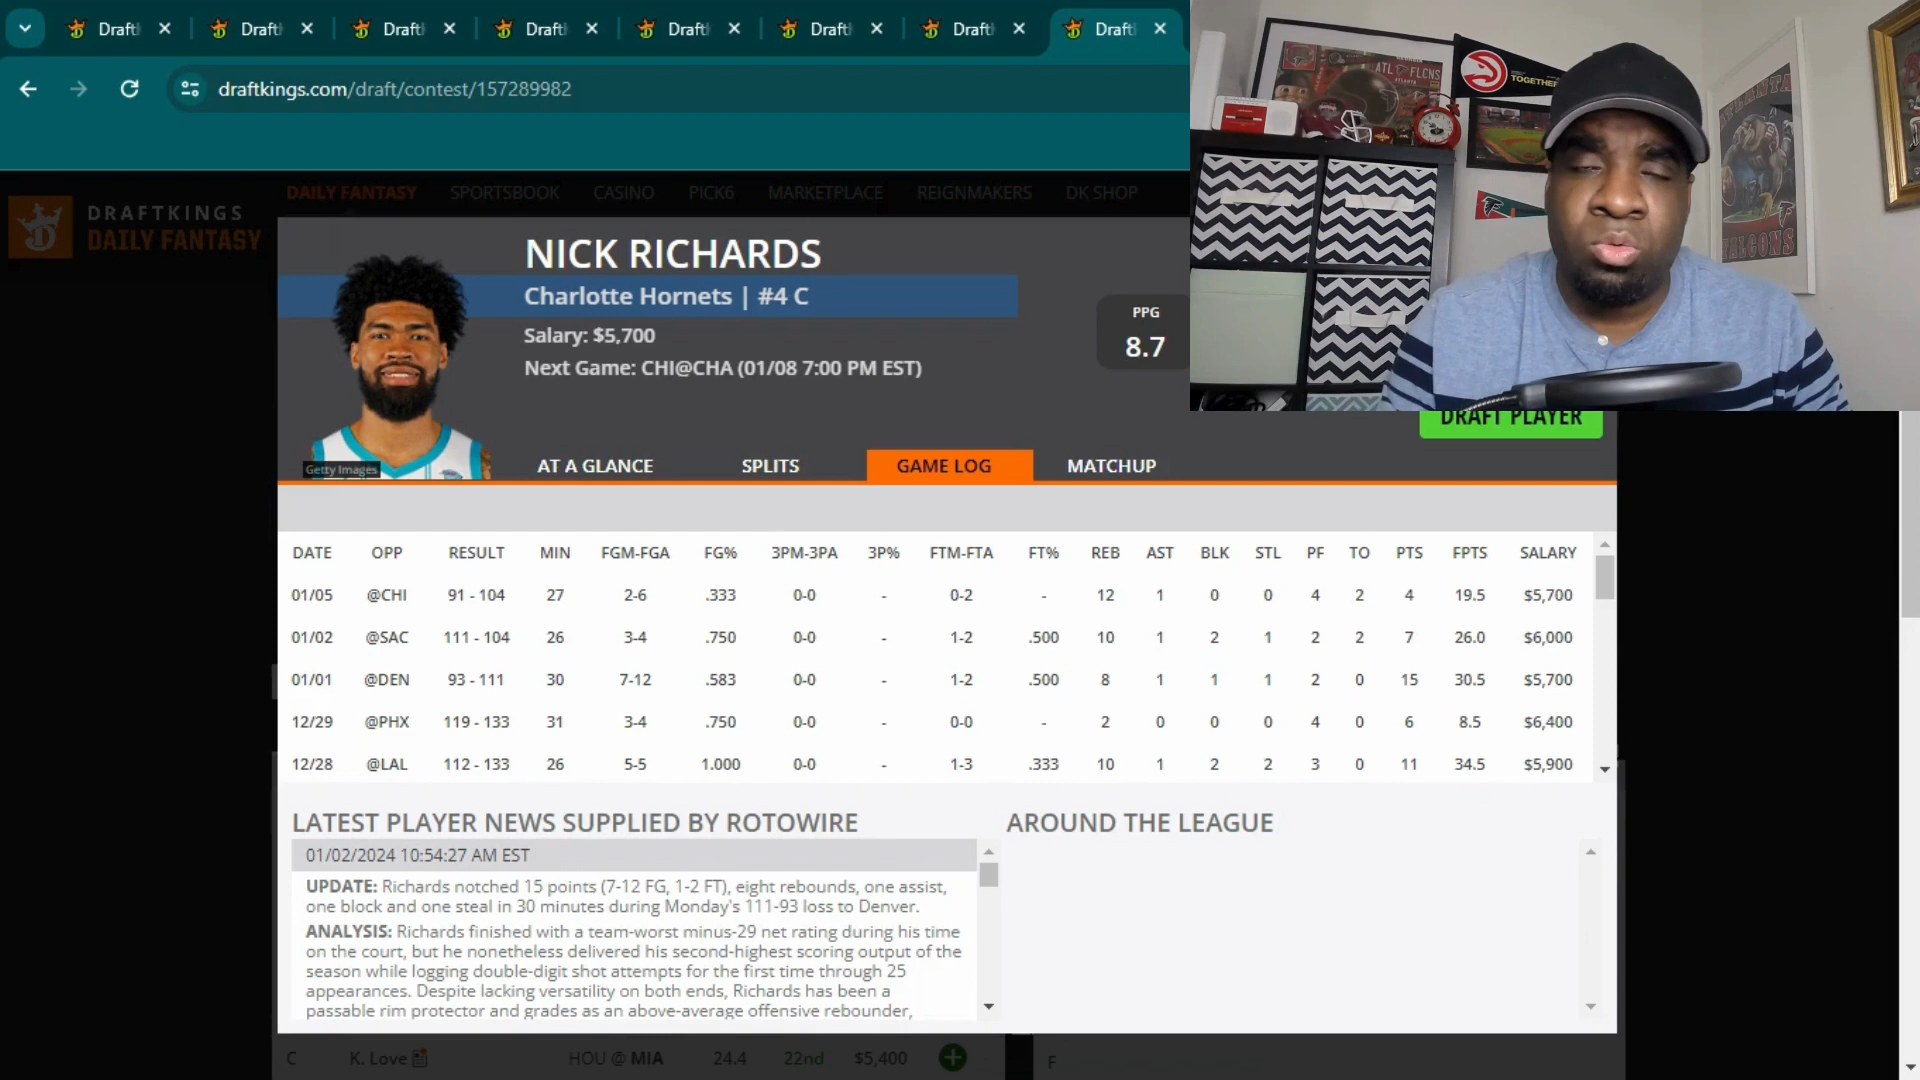 Draft
Draft
Draft
Draft
Draft
Draft
Draft
Draft
draftkings.com/draft/contest/157289982
ATL FLCNS
TOGETHER
ATLANTA
FALCONS
DRAFTKINGS
DAILY FANTASY
DAILY FANTASY SPORTSBOOK CASINO PICK6 MARKETPLACE REIGNMAKERS DK SHOP
NICK RICHARDS
Charlotte Hornets | #4 C
Salary: $5,700
Next Game: CHI@CHA (01/08 7:00 PM EST)
PPG
8.7
DRAFT PLAYER
Getty Images
AT A GLANCE SPLITS GAME LOG MATCHUP
DATE OPP RESULT MIN FGM-FGA FG% 3PM-3PA 3P% FTM-FTA FT% REB AST BLK STL PF TO PTS FPTS SALARY
01/05 @CHI 91 - 104 27 2-6 .333 0-0 - 0-2 - 12 1 0 0 4 2 4 19.5 $5,700
01/02 @SAC 111 - 104 26 3-4 .750 0-0 - 1-2 .500 10 1 2 1 2 2 7 26.0 $6,000
01/01 @DEN 93 - 111 30 7-12 .583 0-0 - 1-2 .500 8 1 1 1 2 0 15 30.5 $5,700
12/29 @PHX 119 - 133 31 3-4 .750 0-0 - 0-0 - 2 0 0 0 4 0 6 8.5 $6,400
12/28 @LAL 112 - 133 26 5-5 1.000 0-0 - 1-3 .333 10 1 2 2 3 0 11 34.5 $5,900
LATEST PLAYER NEWS SUPPLIED BY ROTOWIRE
AROUND THE LEAGUE
01/02/2024 10:54:27 AM EST
UPDATE: Richards notched 15 points (7-12 FG, 1-2 FT), eight rebounds, one assist,
one block and one steal in 30 minutes during Monday's 111-93 loss to Denver.
ANALYSIS: Richards finished with a team-worst minus-29 net rating during his time
on the court, but he nonetheless delivered his second-highest scoring output of the
season while logging double-digit shot attempts for the first time through 25
appearances. Despite lacking versatility on both ends, Richards has been a
passable rim protector and grades as an above-average offensive rebounder,
C K. Love HOU @ MIA 24.4 22nd $5,400
F